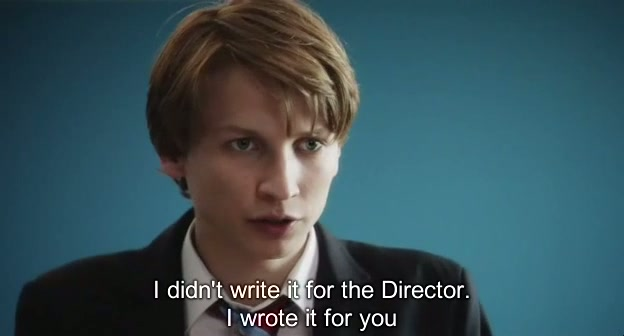 I didn't write it for the Director.
I wrote it for you